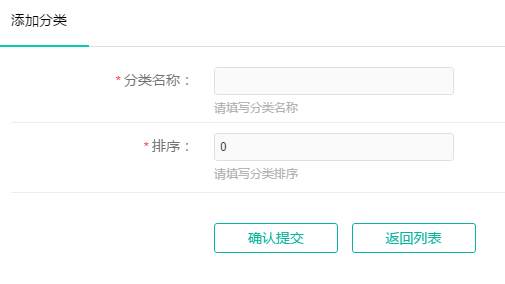 添加分类
* 分类名称：
请填写分类名称
* 排序： 0
请填写分类排序
确认提交 返回列表